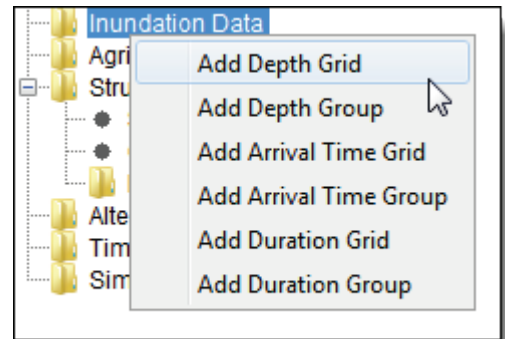 Inundation Data
Agri
Add Depth Grid
Stru
Add Depth Group
Add Arrival Time Grid
Add Arrival Time Group
Alte
Tim
Add Duration Grid
Sim
Add Duration Group